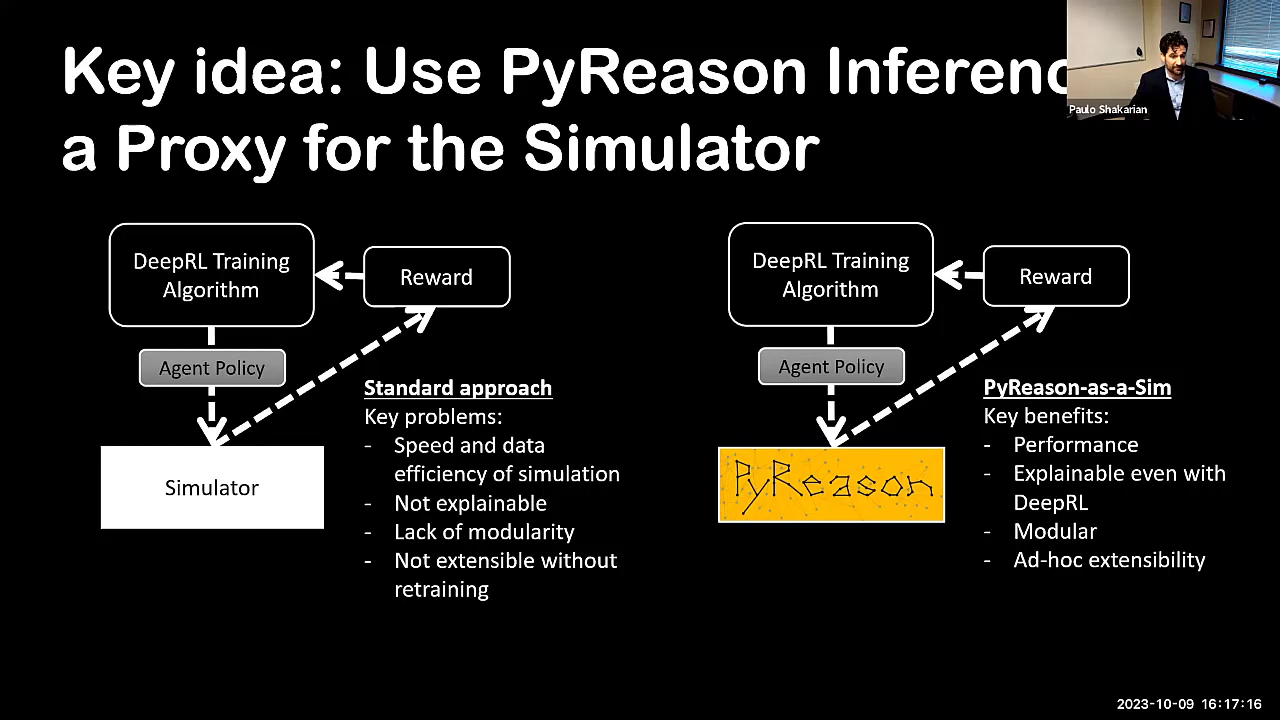 Key idea: Use PyReason Inferenc
a Proxy for the Simulator
Paulo Shakarian
DeepRL Training
Algorithm
Reward
Agent Policy
Simulator
Standard approach
Key problems:
- Speed and data
efficiency of simulation
- Not explainable
- Lack of modularity
- Not extensible without
retraining
DeepRL Training
Algorithm
Reward
Agent Policy
PyReason
PyReason-as-a-Sim
Key benefits:
- Performance
- Explainable even with
DeepRL
- Modular
- Ad-hoc extensibility
2023-10-09 16:17:16